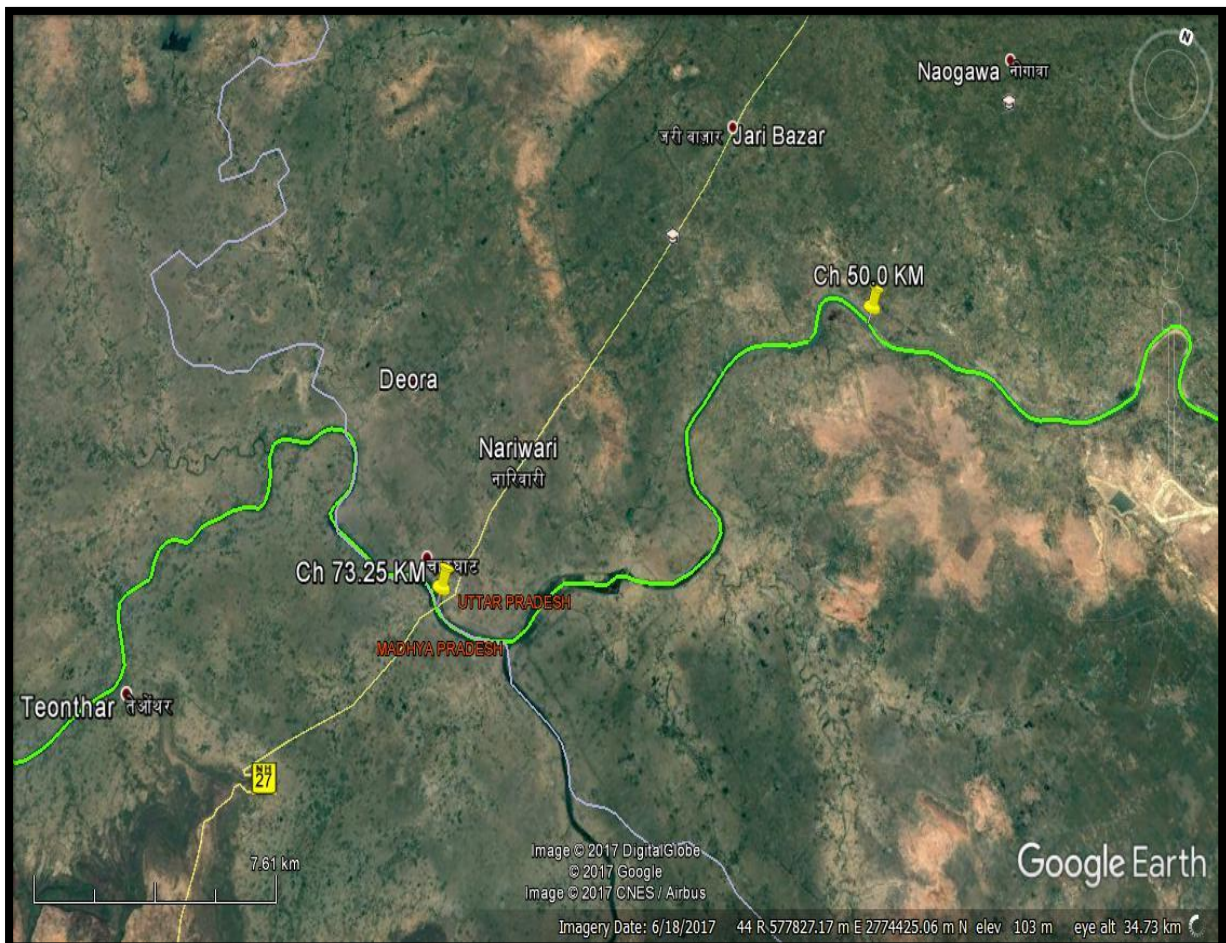 N
Naogawa नौगावा
जरी बाज़ार Jari Bazar
Ch 50.0 KM
Deora
Nariwari
नारिवारी
Ch 73.25 KM
UTTAR PRADESH
MADHYA PRADESH
Teonthar तेओंथर
NH
27
7.61 km
Image © 2017 DigitalGlobe
© 2017 Google
Image © 2017 CNES / Airbus
Google Earth
Imagery Date: 6/18/2017 44 R 577827.17 m E 2774425.06 m N elev 103 m eye alt 34.73 km